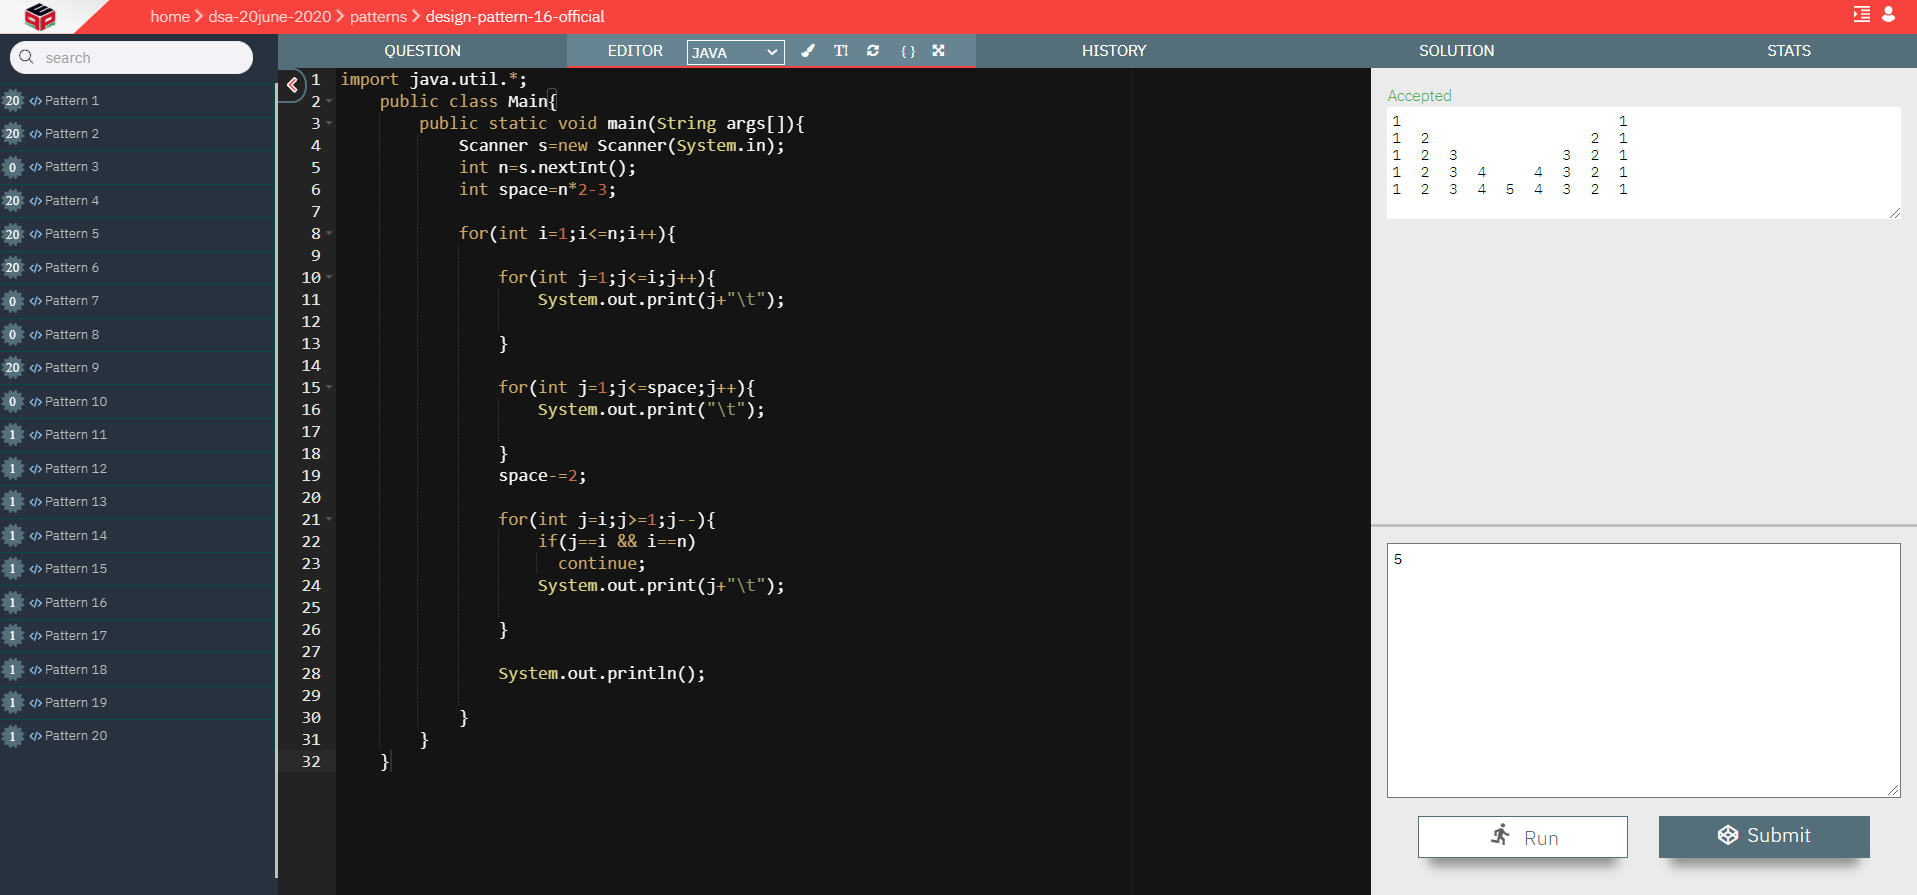 home > dsa-20june-2020 > patterns > design-pattern-16-official
search
20 </> Pattern 1
20 </> Pattern 2
0 </> Pattern 3
20 </> Pattern 4
20 </> Pattern 5
20 </> Pattern 6
0 </> Pattern 7
0 </> Pattern 8
20 </> Pattern 9
0 </> Pattern 10
1 </> Pattern 11
1 </> Pattern 12
1 </> Pattern 13
1 </> Pattern 14
1 </> Pattern 15
1 </> Pattern 16
1 </> Pattern 17
1 </> Pattern 18
1 </> Pattern 19
1 </> Pattern 20
QUESTION EDITOR JAVA T! { } HISTORY SOLUTION STATS
1 import java.util.*;
2 public class Main{
3 public static void main(String args[]){
4 Scanner s=new Scanner(System.in);
5 int n=s.nextInt();
6 int space=n*2-3;
7
8 for(int i=1;i<=n;i++){
9
10 for(int j=1;j<=i;j++){
11 System.out.print(j+"\t");
12
13 }
14
15 for(int j=1;j<=space;j++){
16 System.out.print("\t");
17
18 }
19 space-=2;
20
21 for(int j=i;j>=1;j--){
22 if(j==i && i==n)
23 continue;
24 System.out.print(j+"\t");
25
26 }
27
28 System.out.println();
29
30 }
31 }
32 }
Accepted
1 1
1 2 2 1
1 2 3 3 2 1
1 2 3 4 4 3 2 1
1 2 3 4 5 4 3 2 1
5
Run
Submit